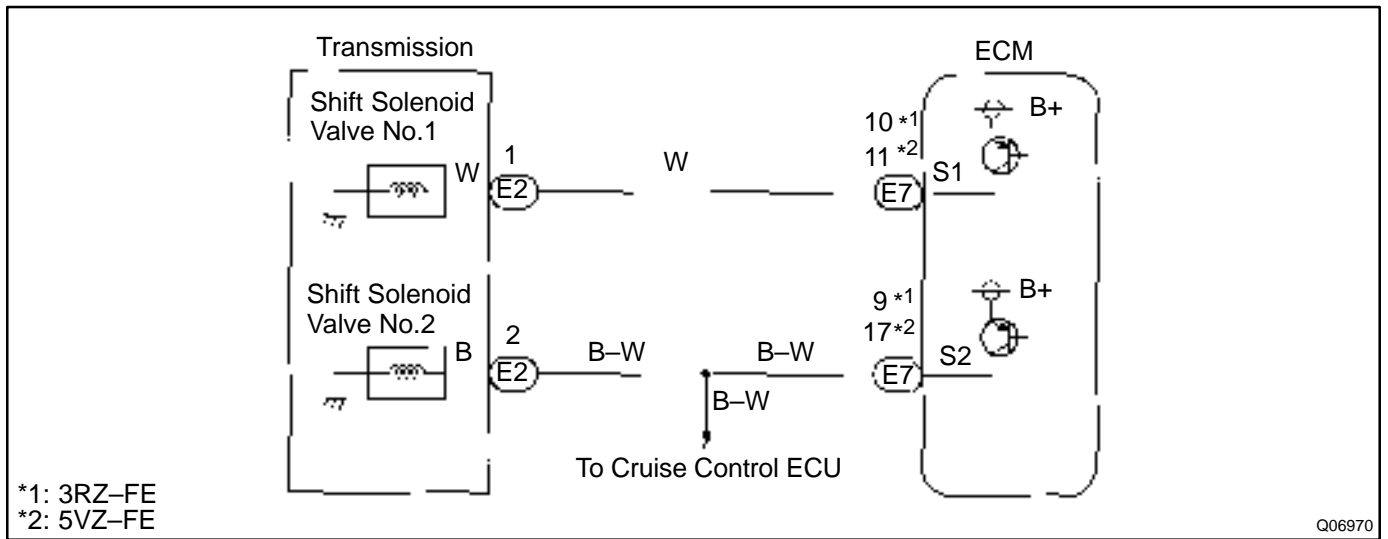 Transmission
ECM
Shift Solenoid
Valve No.1
W
1
E2
W
10 *1
11 *2
E7
S1
B+
Shift Solenoid
Valve No.2
B
2
E2
B–W
B–W
B–W
9 *1
17*2
E7
S2
B+
To Cruise Control ECU
*1: 3RZ–FE
*2: 5VZ–FE
Q06970